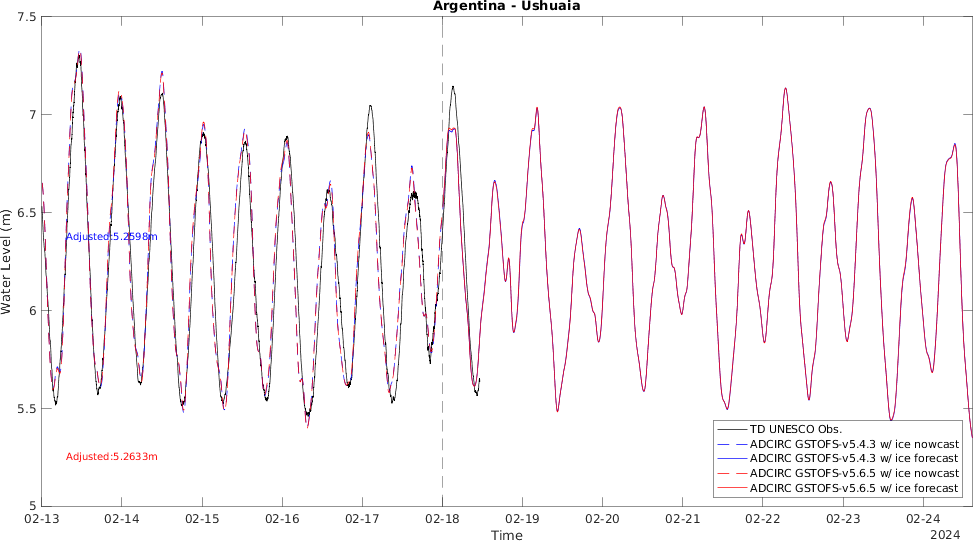 Argentina - Ushuaia
7.5
7
6.5
6
5.5
5
Water Level (m)
Adjusted:5.2598m
Adjusted:5.2633m
TD UNESCO Obs.
ADCIRC GSTOFS-v5.4.3 w/ ice nowcast
ADCIRC GSTOFS-v5.4.3 w/ ice forecast
ADCIRC GSTOFS-v5.6.5 w/ ice nowcast
ADCIRC GSTOFS-v5.6.5 w/ ice forecast
02-13 02-14 02-15 02-16 02-17 02-18 02-19 02-20 02-21 02-22 02-23 02-24
Time
2024